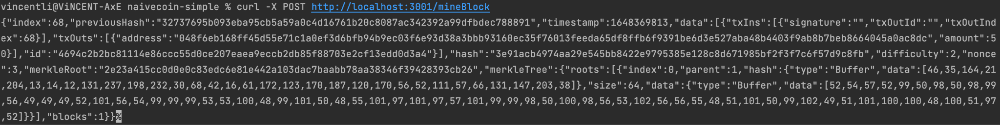 vincentli@ViNCENT-AxE naivecoin-simple % curl -X POST http://localhost:3001/mineBlock
{"index":68,"previousHash":"32737695b093eba95cb5a59a0c4d16761b20c8087ac342392a99dfbdec788891","timestamp":1648369813,"data":[{"txIns":[{"signature":"","txOutId":"","txOutInd
ex":68}],"txOuts":[{"address":"048f6eb168ff45d55e71c1a0ef3d6bfb94b9ec03f6e93d38a3bbb93160ec35f76013feeda65df8ffb6f9391be6d3e527aba48b4403f9ab8b7beb8664045a0ac8dc","amount":5
0}],"id":"4694c2b2bc81114e86ccc55d0ce207eaea9eccb2db85f88703e2cf13edd0d3a4"}],"hash":"3e91acb4974aa29e545bb8422e9795385e128c8d671985bf2f3f7c6f57d9c8fb","difficulty":2,"nonce
":3,"merkleRoot":"2e23a415cc0d0e0c83edc6e81e442a103dac7baabb78aa38346f39428393cb26","merkleTree":{"roots":[{"index":0,"parent":1,"hash":{"type":"Buffer","data":[46,35,164,21
,204,13,14,12,131,237,198,232,30,68,42,16,61,172,123,170,187,120,170,56,52,111,57,66,131,147,203,38]},"size":64,"data":{"type":"Buffer","data":[52,54,57,52,99,50,98,50,98,99
,56,49,49,49,52,101,56,54,99,99,99,53,53,100,48,99,101,50,48,55,101,97,101,97,57,101,99,99,98,50,100,98,56,53,102,56,56,55,48,51,101,50,99,102,49,51,101,100,100,48,100,51,97
,52]}}],"blocks":1}}%